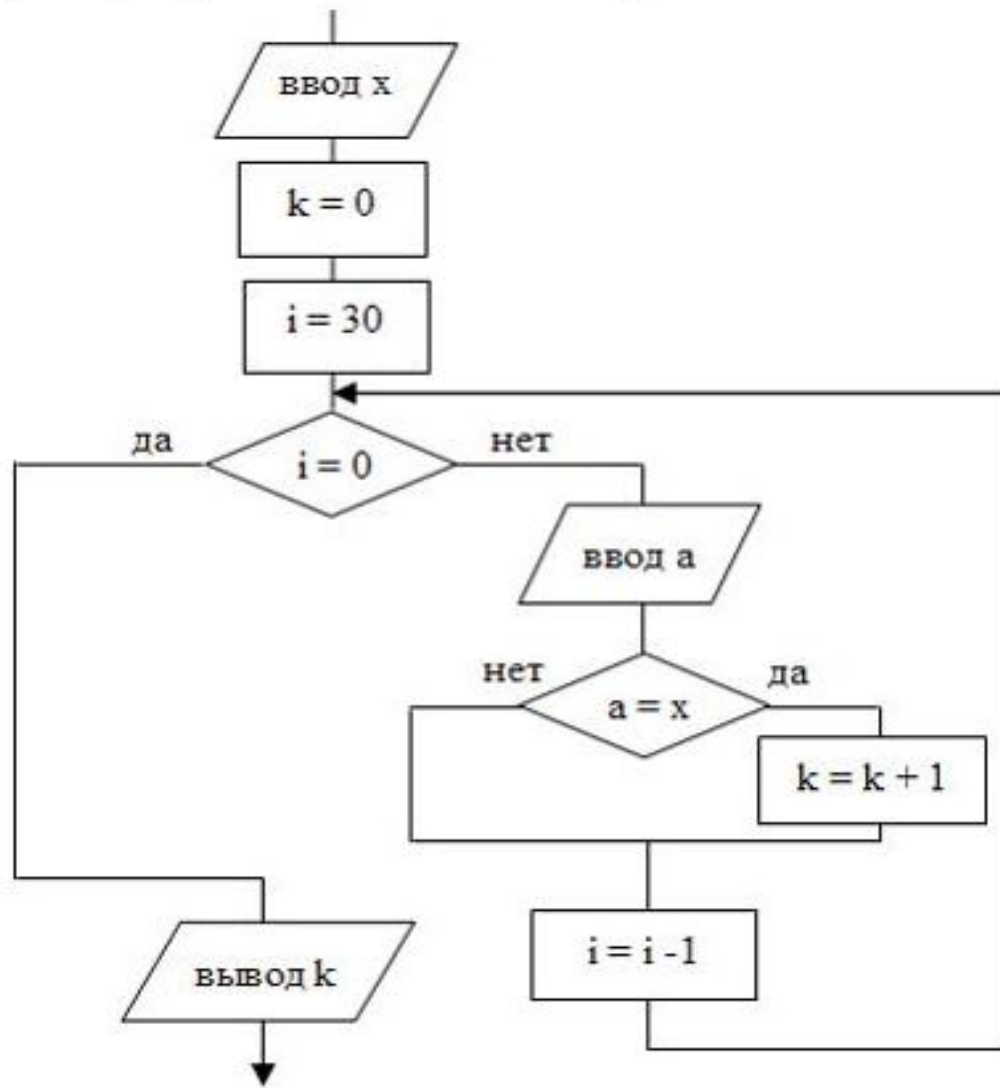 ввод x
k = 0
i = 30
да
нет
i = 0
ввод a
нет
да
a = x
k = k + 1
i = i -1
вывод k